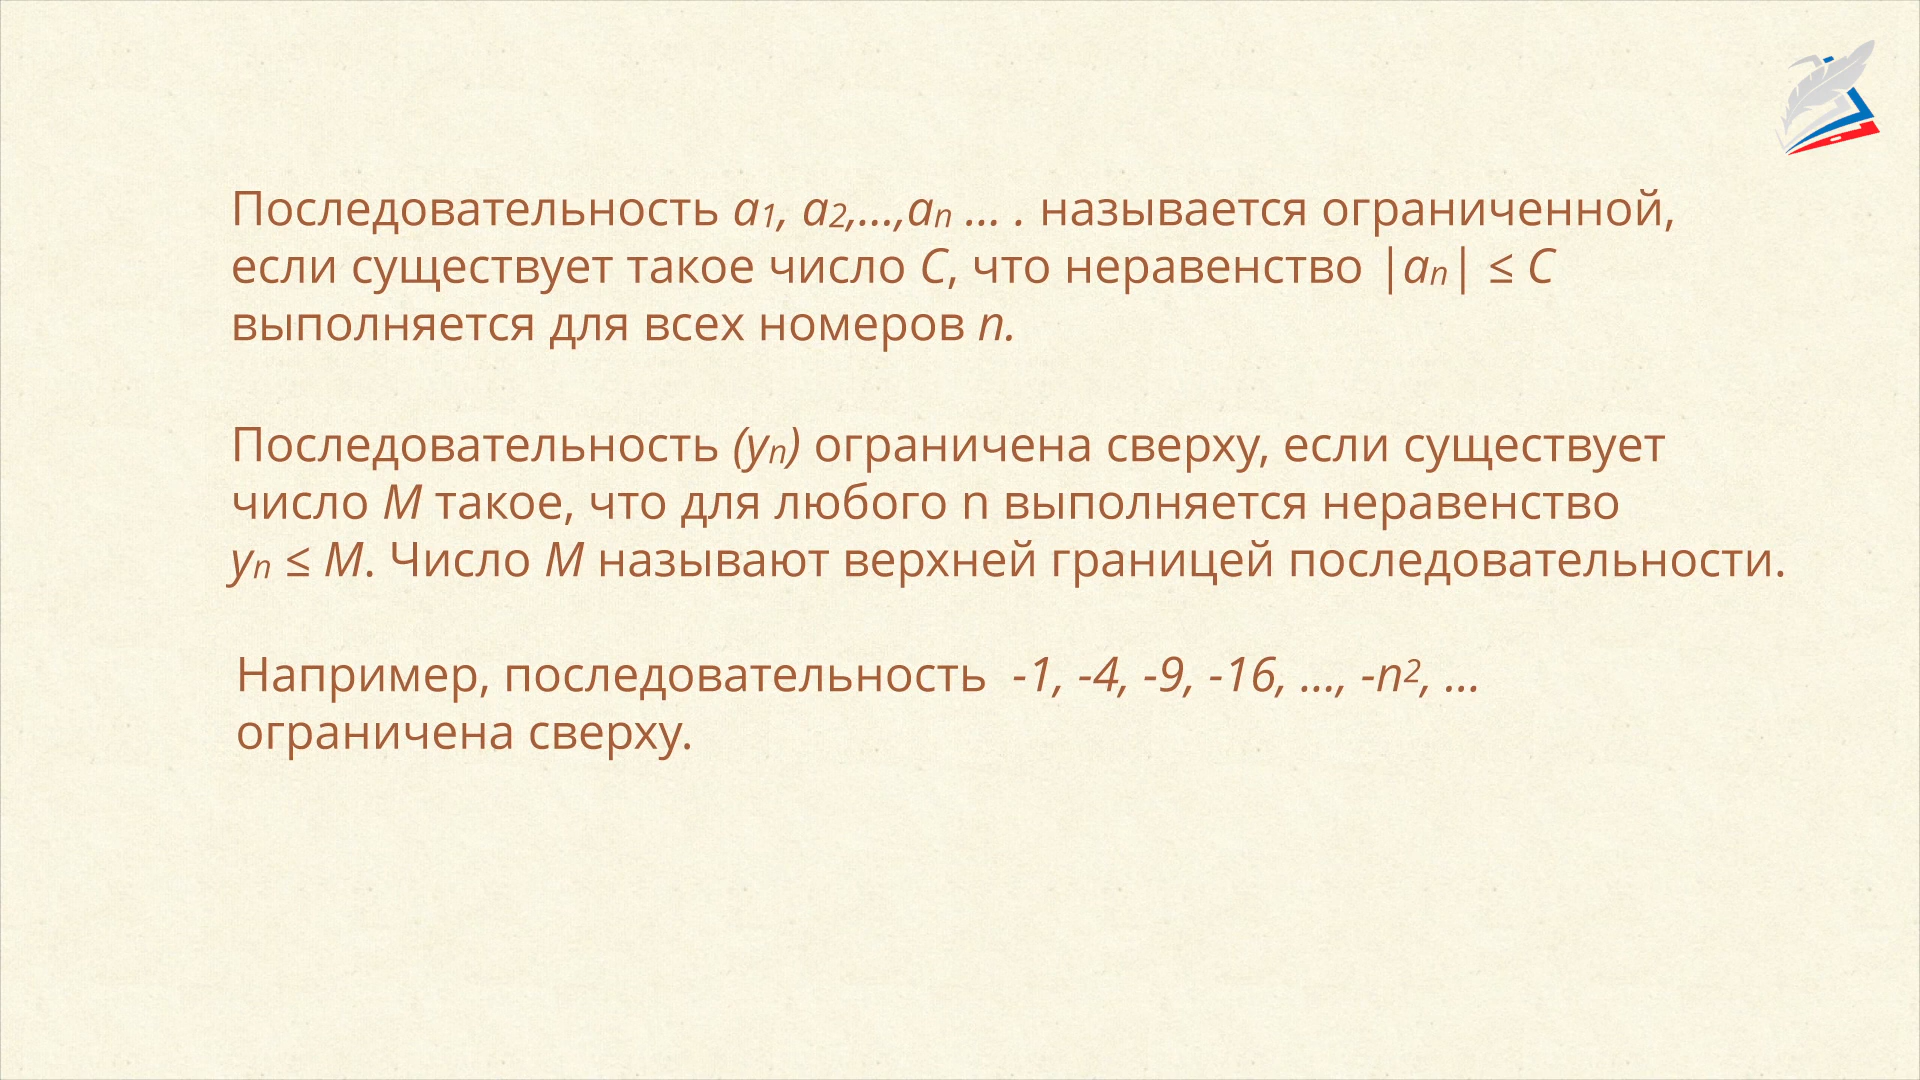 Последовательность a₁, a₂,...,aₙ ... . называется ограниченной,
если существует такое число C, что неравенство |aₙ| ≤ C
выполняется для всех номеров n.
Последовательность (yₙ) ограничена сверху, если существует
число M такое, что для любого n выполняется неравенство
yₙ ≤ M. Число M называют верхней границей последовательности.
Например, последовательность -1, -4, -9, -16, ..., -n², ...
ограничена сверху.